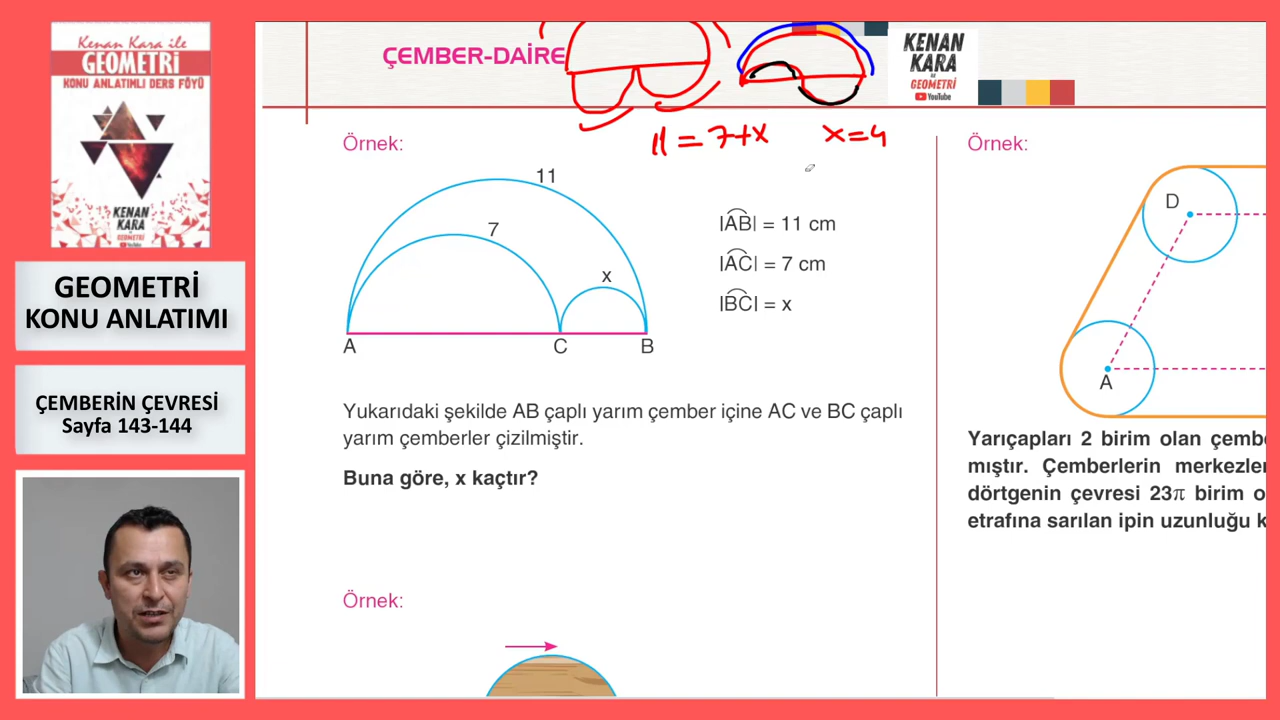 Kenan Kara ile
GEOMETRİ
KONU ANLATIMLI DERS FÖYÜ
KENAN
KARA
GEOMETRİ
KONU ANLATIMI
ÇEMBERİN ÇEVRESİ
Sayfa 143-144
ÇEMBER-DAİRE
KENAN
KARA
ile
GEOMETRİ
YouTube
11 = 7+x x=4
Örnek:
11
7
x
A
C
B
|AB| = 11 cm
|AC| = 7 cm
|BC| = x
Yukarıdaki şekilde AB çaplı yarım çember içine AC ve BC çaplı
yarım çemberler çizilmiştir.
Buna göre, x kaçtır?
Örnek:
Örnek:
D
A
Yarıçapları 2 birim olan çembe
mıştır. Çemberlerin merkezler
dörtgenin çevresi 23π birim o
etrafına sarılan ipin uzunluğu k